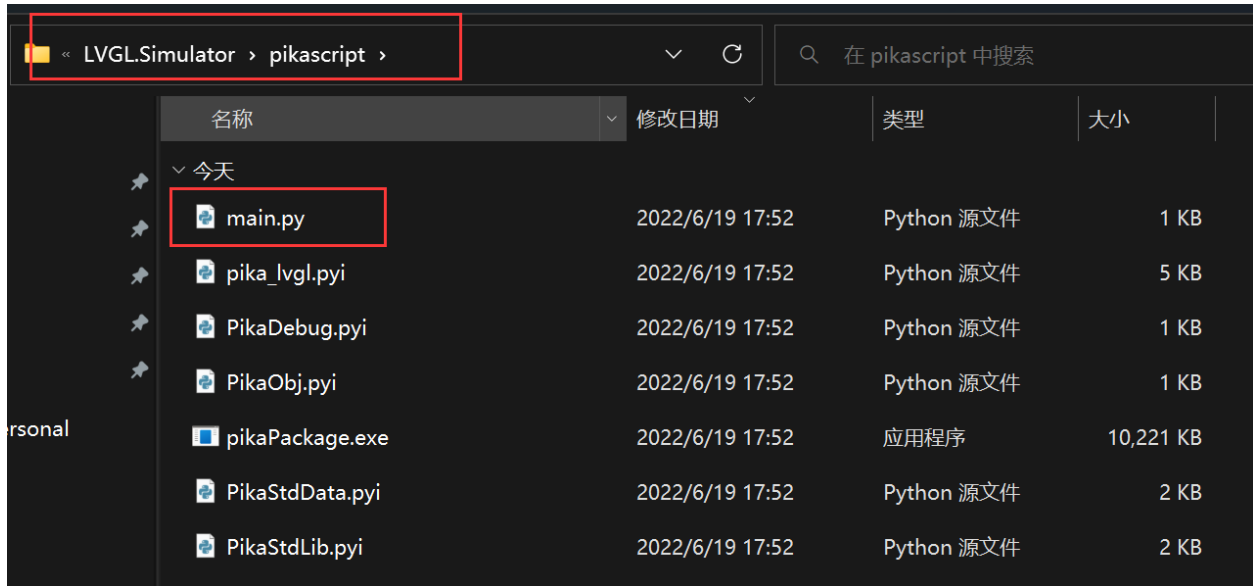 « LVGL.Simulator › pikascript › 在 pikascript 中搜索
名称 修改日期 类型 大小
今天
main.py 2022/6/19 17:52 Python 源文件 1 KB
pika_lvgl.pyi 2022/6/19 17:52 Python 源文件 5 KB
PikaDebug.pyi 2022/6/19 17:52 Python 源文件 1 KB
PikaObj.pyi 2022/6/19 17:52 Python 源文件 1 KB
ersonal pikaPackage.exe 2022/6/19 17:52 应用程序 10,221 KB
PikaStdData.pyi 2022/6/19 17:52 Python 源文件 2 KB
PikaStdLib.pyi 2022/6/19 17:52 Python 源文件 2 KB